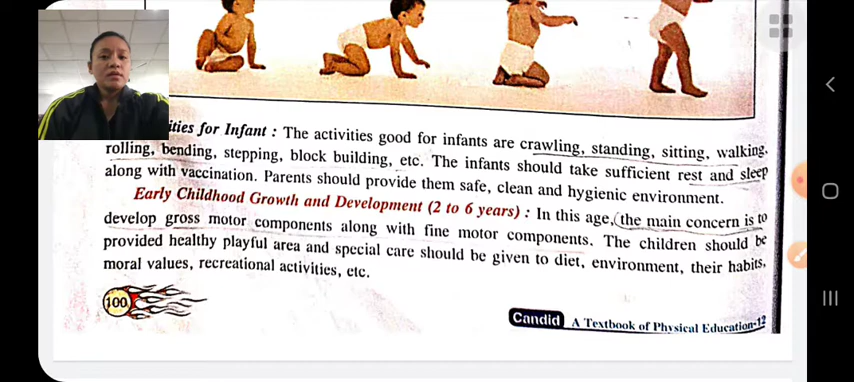 ities for Infant : The activities good for infants are crawling, standing, sitting, walking,
rolling, bending, stepping, block building, etc. The infants should take sufficient rest and sleep
along with vaccination. Parents should provide them safe, clean and hygienic environment.
Early Childhood Growth and Development (2 to 6 years) : In this age, the main concern is to
develop gross motor components along with fine motor components. The children should be
provided healthy playful area and special care should be given to diet, environment, their habits,
moral values, recreational activities, etc.
100
Candid A Textbook of Physical Education-12